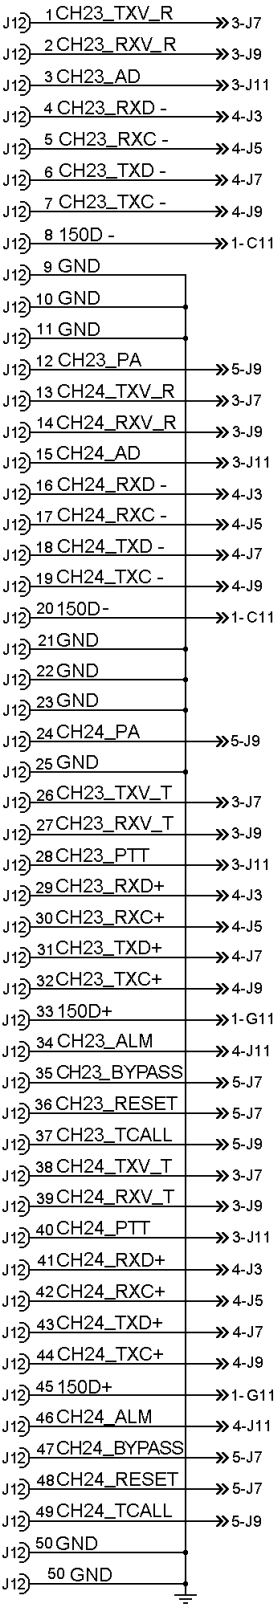 J12 1 CH23_TXV_R 3-J7
J12 2 CH23_RXV_R 3-J9
J12 3 CH23_AD 3-J11
J12 4 CH23_RXD - 4-J3
J12 5 CH23_RXC - 4-J5
J12 6 CH23_TXD - 4-J7
J12 7 CH23_TXC - 4-J9
J12 8 150D - 1-C11
J12 9 GND
J12 10 GND
J12 11 GND
J12 12 CH23_PA 5-J9
J12 13 CH24_TXV_R 3-J7
J12 14 CH24_RXV_R 3-J9
J12 15 CH24_AD 3-J11
J12 16 CH24_RXD - 4-J3
J12 17 CH24_RXC - 4-J5
J12 18 CH24_TXD - 4-J7
J12 19 CH24_TXC - 4-J9
J12 20 150D- 1-C11
J12 21 GND
J12 22 GND
J12 23 GND
J12 24 CH24_PA 5-J9
J12 25 GND
J12 26 CH23_TXV_T 3-J7
J12 27 CH23_RXV_T 3-J9
J12 28 CH23_PTT 3-J11
J12 29 CH23_RXD+ 4-J3
J12 30 CH23_RXC+ 4-J5
J12 31 CH23_TXD+ 4-J7
J12 32 CH23_TXC+ 4-J9
J12 33 150D+ 1-G11
J12 34 CH23_ALM 4-J11
J12 35 CH23_BYPASS 5-J7
J12 36 CH23_RESET 5-J7
J12 37 CH23_TCALL 5-J9
J12 38 CH24_TXV_T 3-J7
J12 39 CH24_RXV_T 3-J9
J12 40 CH24_PTT 3-J11
J12 41 CH24_RXD+ 4-J3
J12 42 CH24_RXC+ 4-J5
J12 43 CH24_TXD+ 4-J7
J12 44 CH24_TXC+ 4-J9
J12 45 150D+ 1-G11
J12 46 CH24_ALM 4-J11
J12 47 CH24_BYPASS 5-J7
J12 48 CH24_RESET 5-J7
J12 49 CH24_TCALL 5-J9
J12 50 GND
J12 50 GND